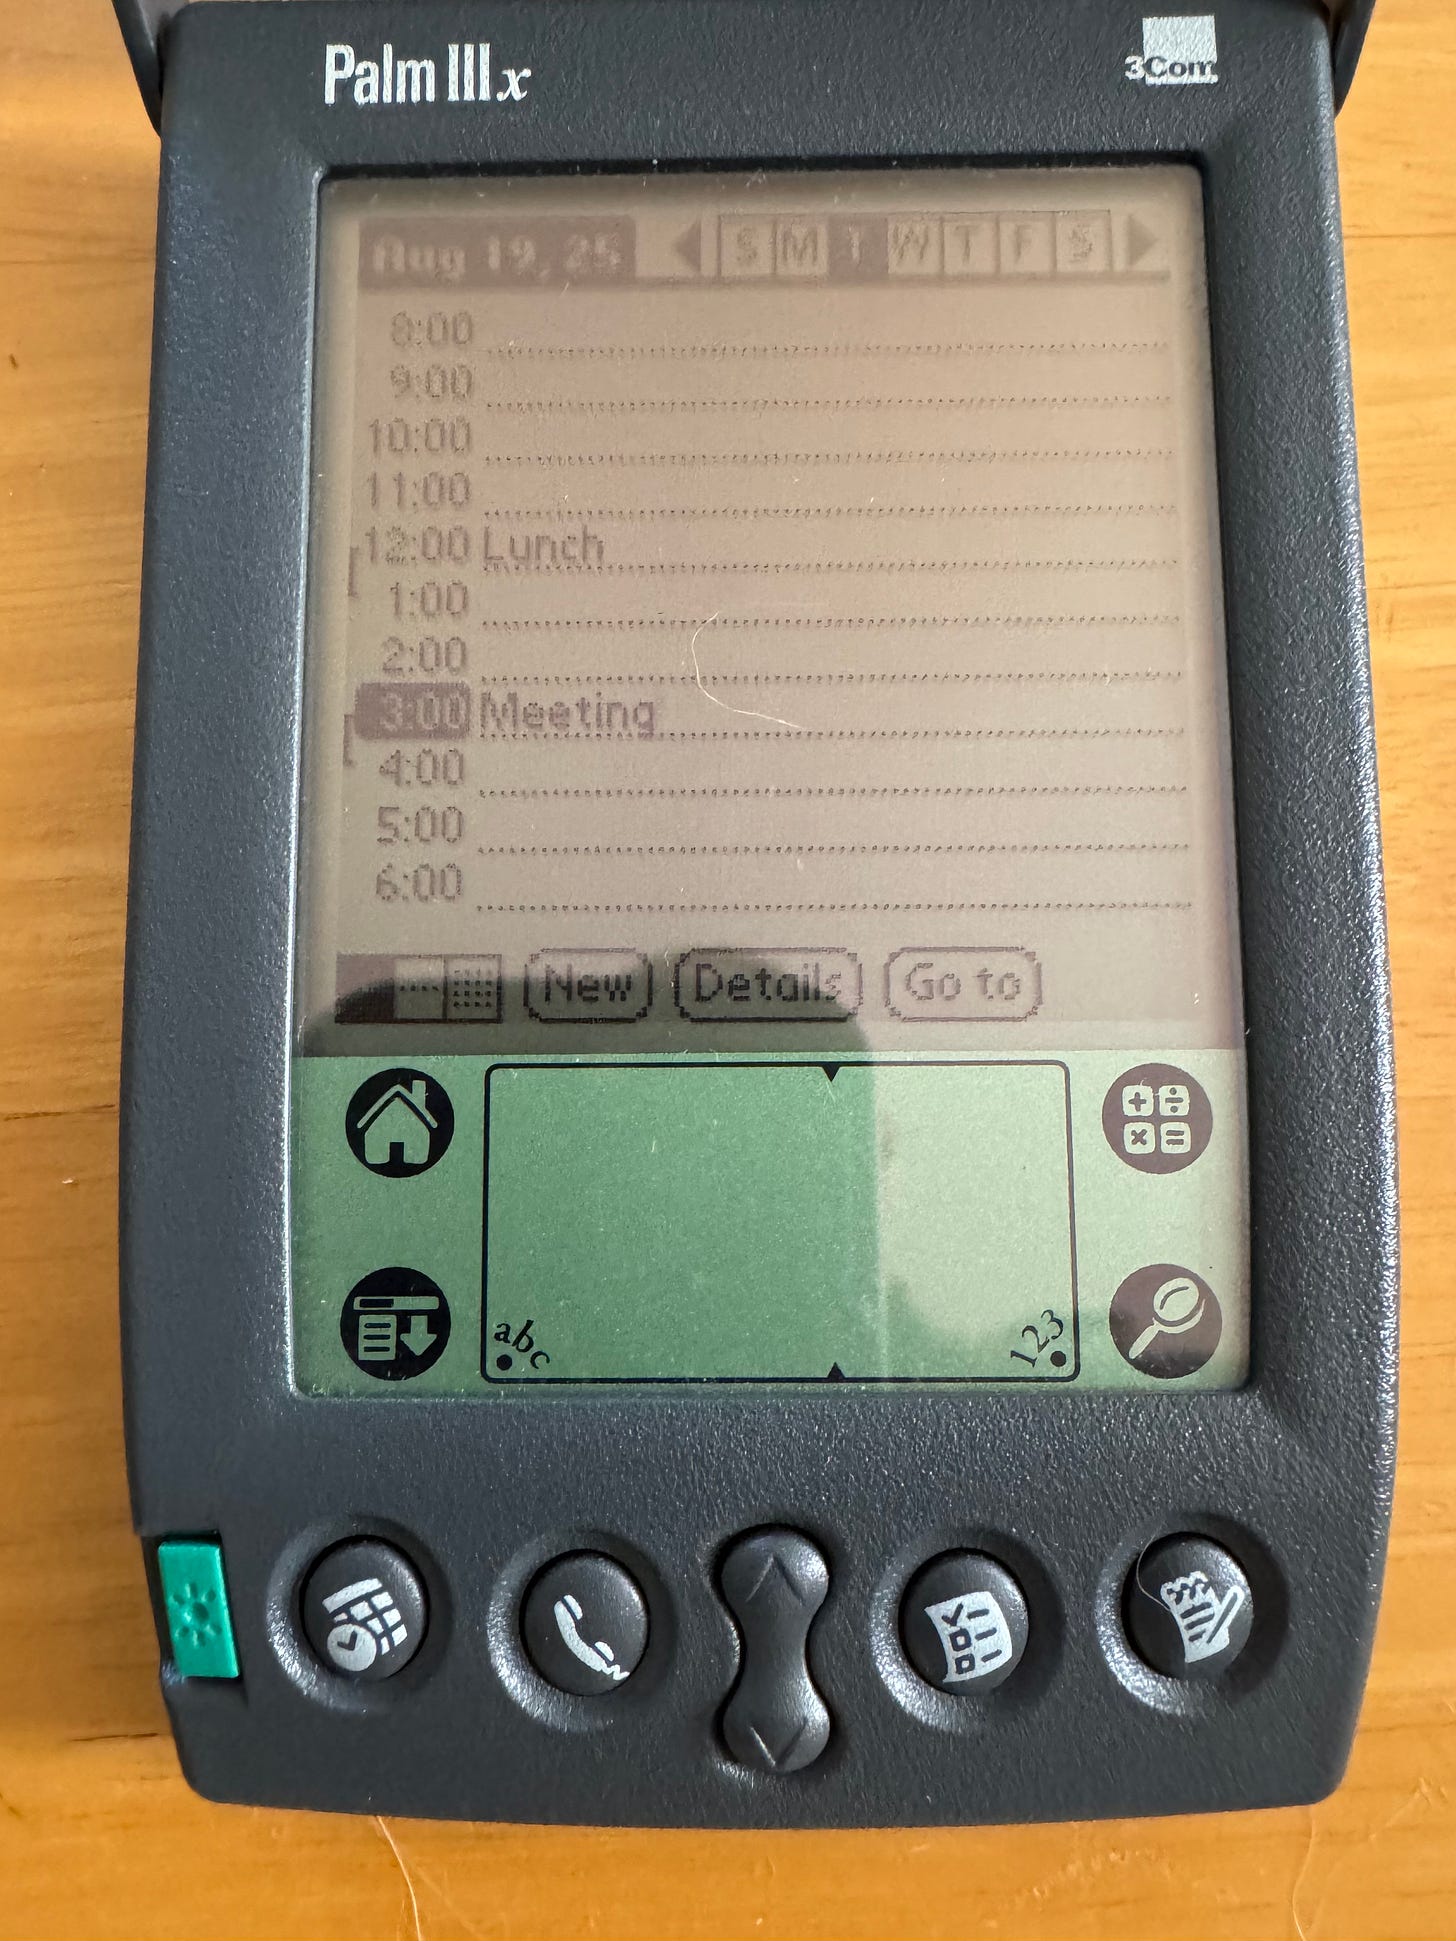 Palm IIIx
3Com
Aug 19, 25 S M T W T F S
8:00
9:00
10:00
11:00
12:00 Lunch
1:00
2:00
3:00 Meeting
4:00
5:00
6:00
New Details Go to
+ ÷
× =
abc 123